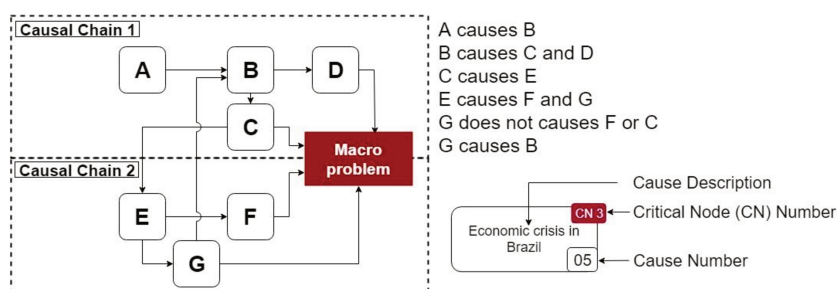 Causal Chain 1
A
B
D
C
Macro
problem
Causal Chain 2
E
F
G
A causes B
B causes C and D
C causes E
E causes F and G
G does not causes F or C
G causes B
Cause Description
CN 3
Critical Node (CN) Number
Economic crisis in
Brazil
05
Cause Number